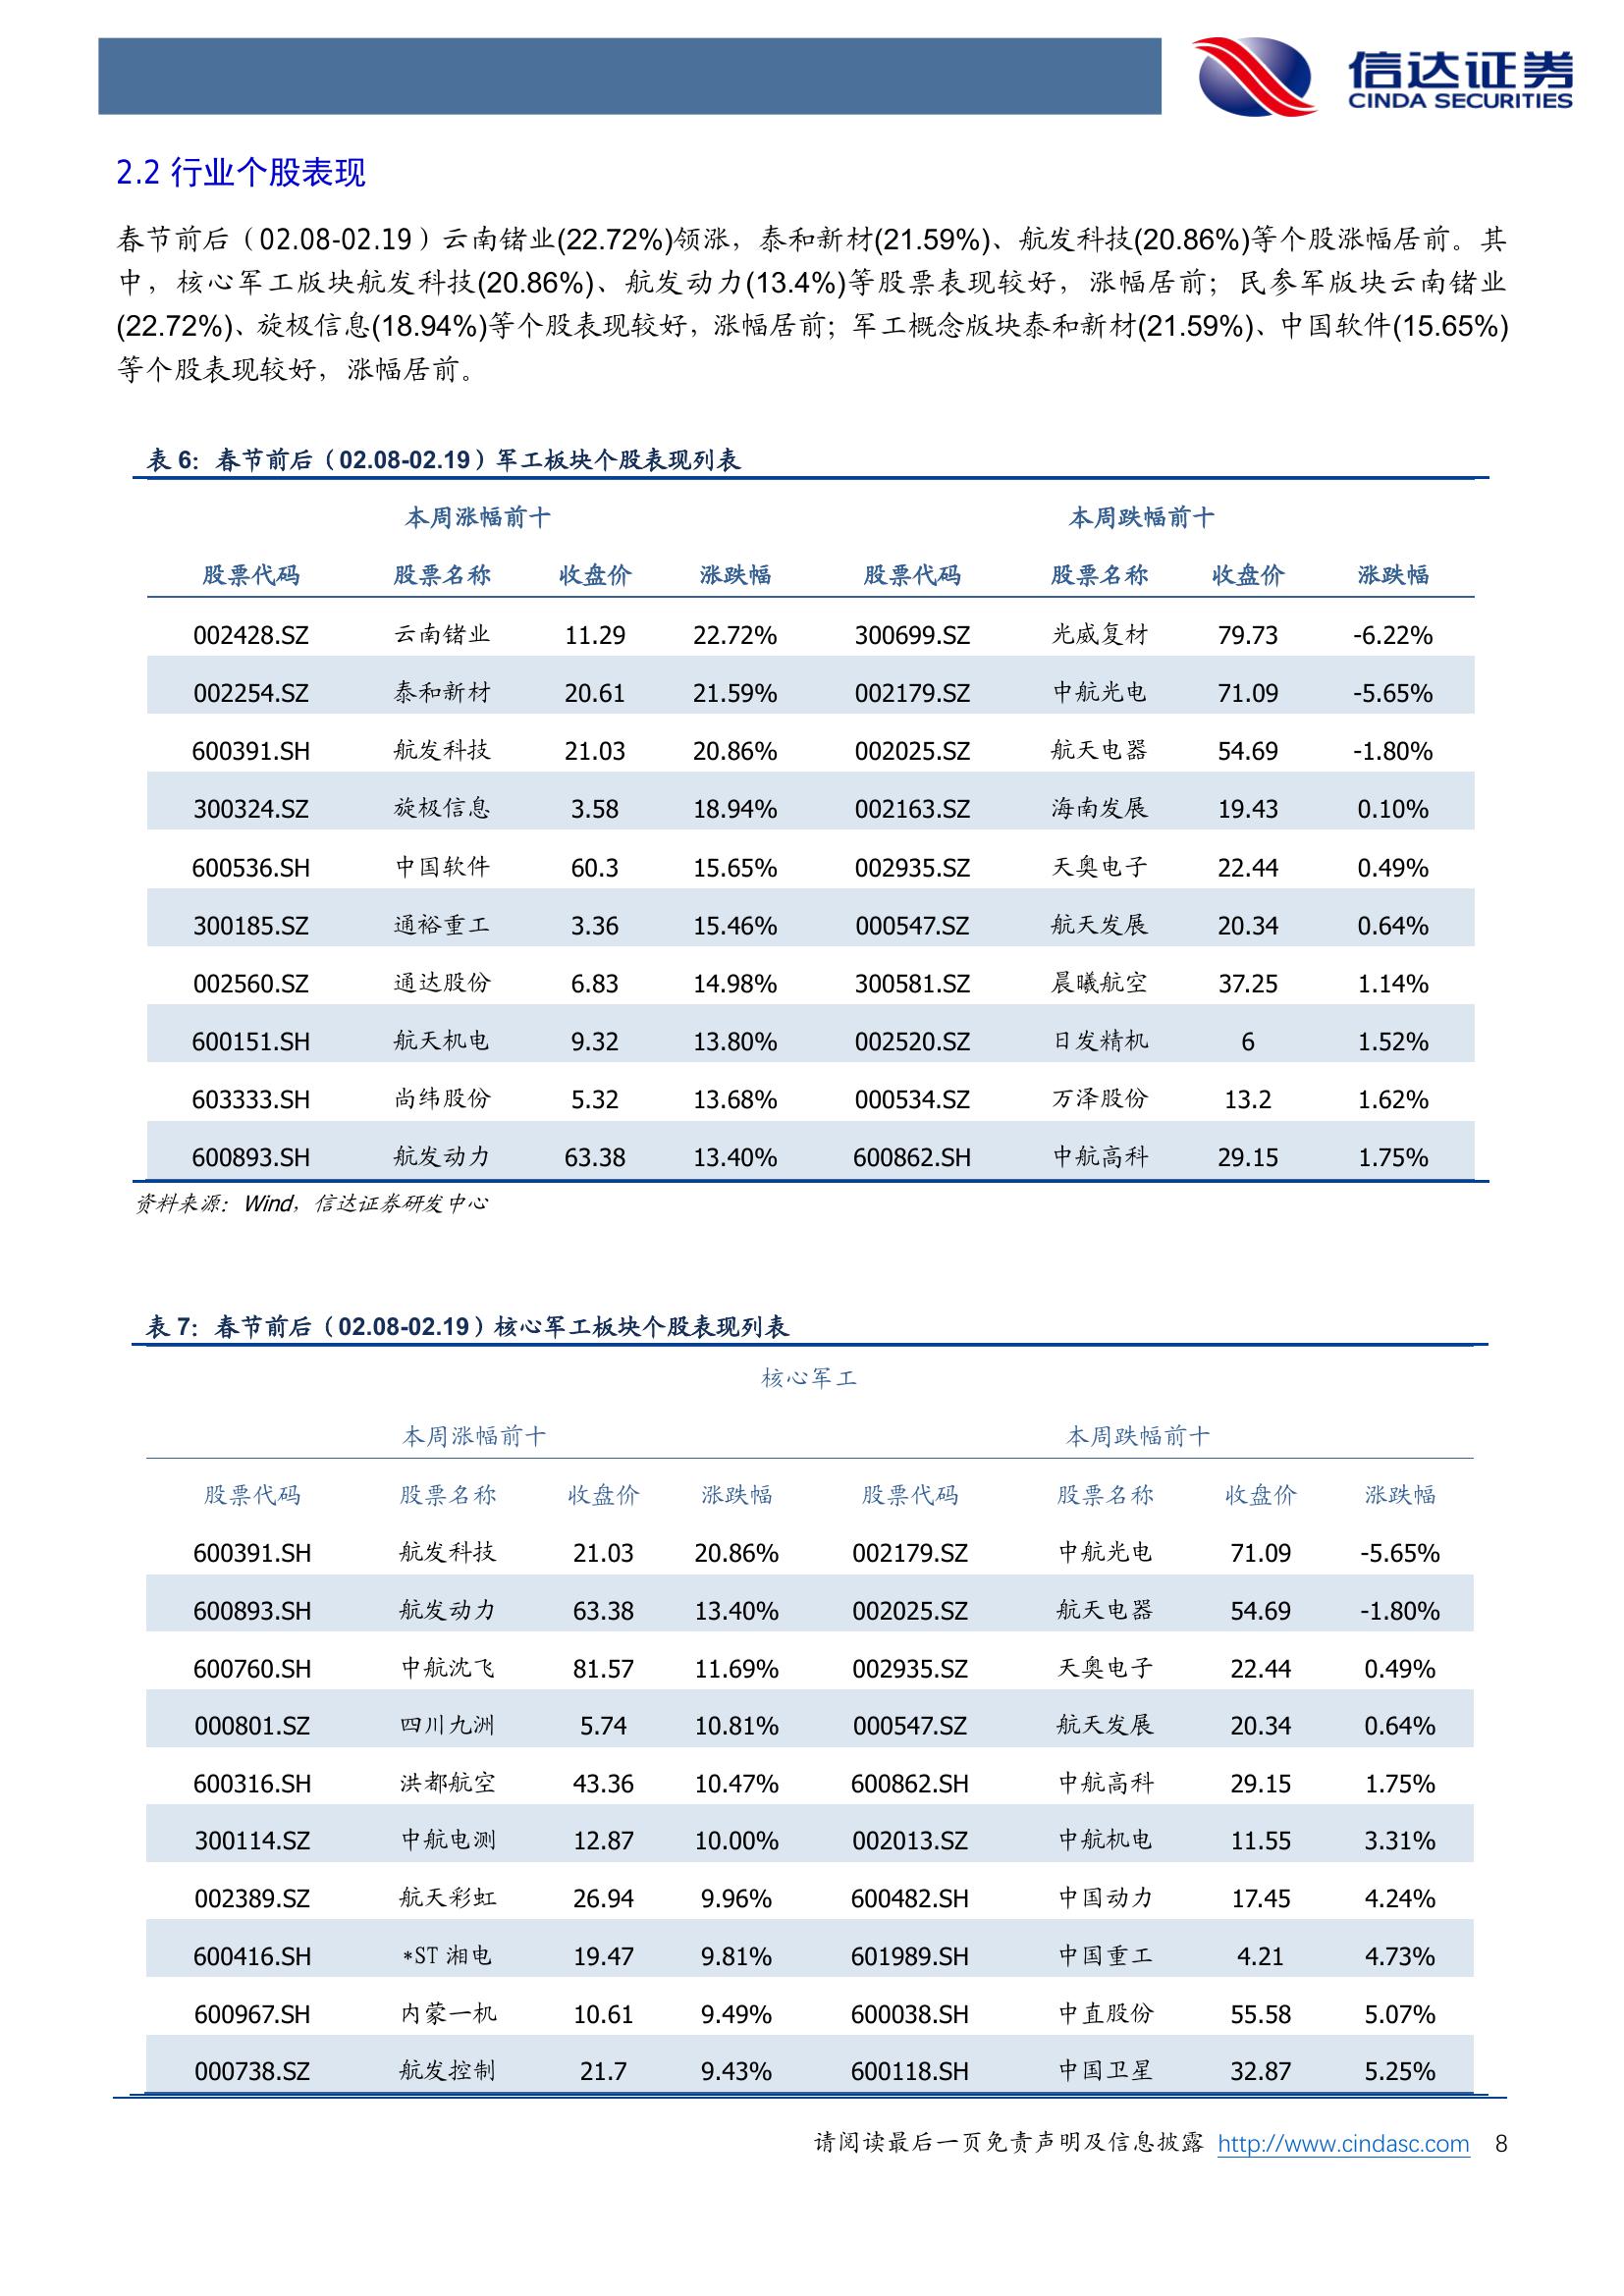 信达证券
CINDA SECURITIES
2.2 行业个股表现
春节前后（02.08-02.19）云南锗业(22.72%)领涨，泰和新材(21.59%)、航发科技(20.86%)等个股涨幅居前。其
中，核心军工版块航发科技(20.86%)、航发动力(13.4%)等股票表现较好，涨幅居前；民参军版块云南锗业
(22.72%)、旋极信息(18.94%)等个股表现较好，涨幅居前；军工概念版块泰和新材(21.59%)、中国软件(15.65%)
等个股表现较好，涨幅居前。
表 6：春节前后（02.08-02.19）军工板块个股表现列表
本周涨幅前十 本周跌幅前十
股票代码 股票名称 收盘价 涨跌幅 股票代码 股票名称 收盘价 涨跌幅
002428.SZ 云南锗业 11.29 22.72% 300699.SZ 光威复材 79.73 -6.22%
002254.SZ 泰和新材 20.61 21.59% 002179.SZ 中航光电 71.09 -5.65%
600391.SH 航发科技 21.03 20.86% 002025.SZ 航天电器 54.69 -1.80%
300324.SZ 旋极信息 3.58 18.94% 002163.SZ 海南发展 19.43 0.10%
600536.SH 中国软件 60.3 15.65% 002935.SZ 天奥电子 22.44 0.49%
300185.SZ 通裕重工 3.36 15.46% 000547.SZ 航天发展 20.34 0.64%
002560.SZ 通达股份 6.83 14.98% 300581.SZ 晨曦航空 37.25 1.14%
600151.SH 航天机电 9.32 13.80% 002520.SZ 日发精机 6 1.52%
603333.SH 尚纬股份 5.32 13.68% 000534.SZ 万泽股份 13.2 1.62%
600893.SH 航发动力 63.38 13.40% 600862.SH 中航高科 29.15 1.75%
资料来源：Wind，信达证券研发中心
表 7：春节前后（02.08-02.19）核心军工板块个股表现列表
核心军工
本周涨幅前十 本周跌幅前十
股票代码 股票名称 收盘价 涨跌幅 股票代码 股票名称 收盘价 涨跌幅
600391.SH 航发科技 21.03 20.86% 002179.SZ 中航光电 71.09 -5.65%
600893.SH 航发动力 63.38 13.40% 002025.SZ 航天电器 54.69 -1.80%
600760.SH 中航沈飞 81.57 11.69% 002935.SZ 天奥电子 22.44 0.49%
000801.SZ 四川九洲 5.74 10.81% 000547.SZ 航天发展 20.34 0.64%
600316.SH 洪都航空 43.36 10.47% 600862.SH 中航高科 29.15 1.75%
300114.SZ 中航电测 12.87 10.00% 002013.SZ 中航机电 11.55 3.31%
002389.SZ 航天彩虹 26.94 9.96% 600482.SH 中国动力 17.45 4.24%
600416.SH *ST 湘电 19.47 9.81% 601989.SH 中国重工 4.21 4.73%
600967.SH 内蒙一机 10.61 9.49% 600038.SH 中直股份 55.58 5.07%
000738.SZ 航发控制 21.7 9.43% 600118.SH 中国卫星 32.87 5.25%
请阅读最后一页免责声明及信息披露 http://www.cindasc.com 8